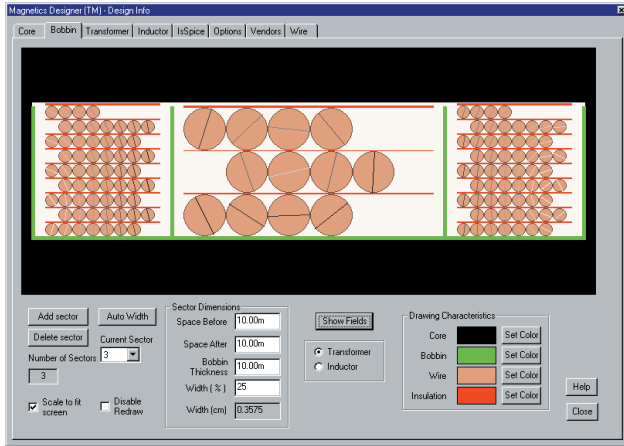 Magnetics Designer (TM) - Design Info
Core Bobbin Transformer Inductor IsSpice Options Vendors Wire
Add sector Auto Width
Delete sector Current Sector
Number of Sectors 3
3
Scale to fit screen Disable Redraw
Sector Dimensions
Space Before 10.00m
Space After 10.00m
Bobbin Thickness 10.00m
Width ( % ) 25
Width (cm) 0.3575
Show Fields
Transformer
Inductor
Drawing Characteristics
Core Set Color
Bobbin Set Color
Wire Set Color
Insulation Set Color
Help
Close